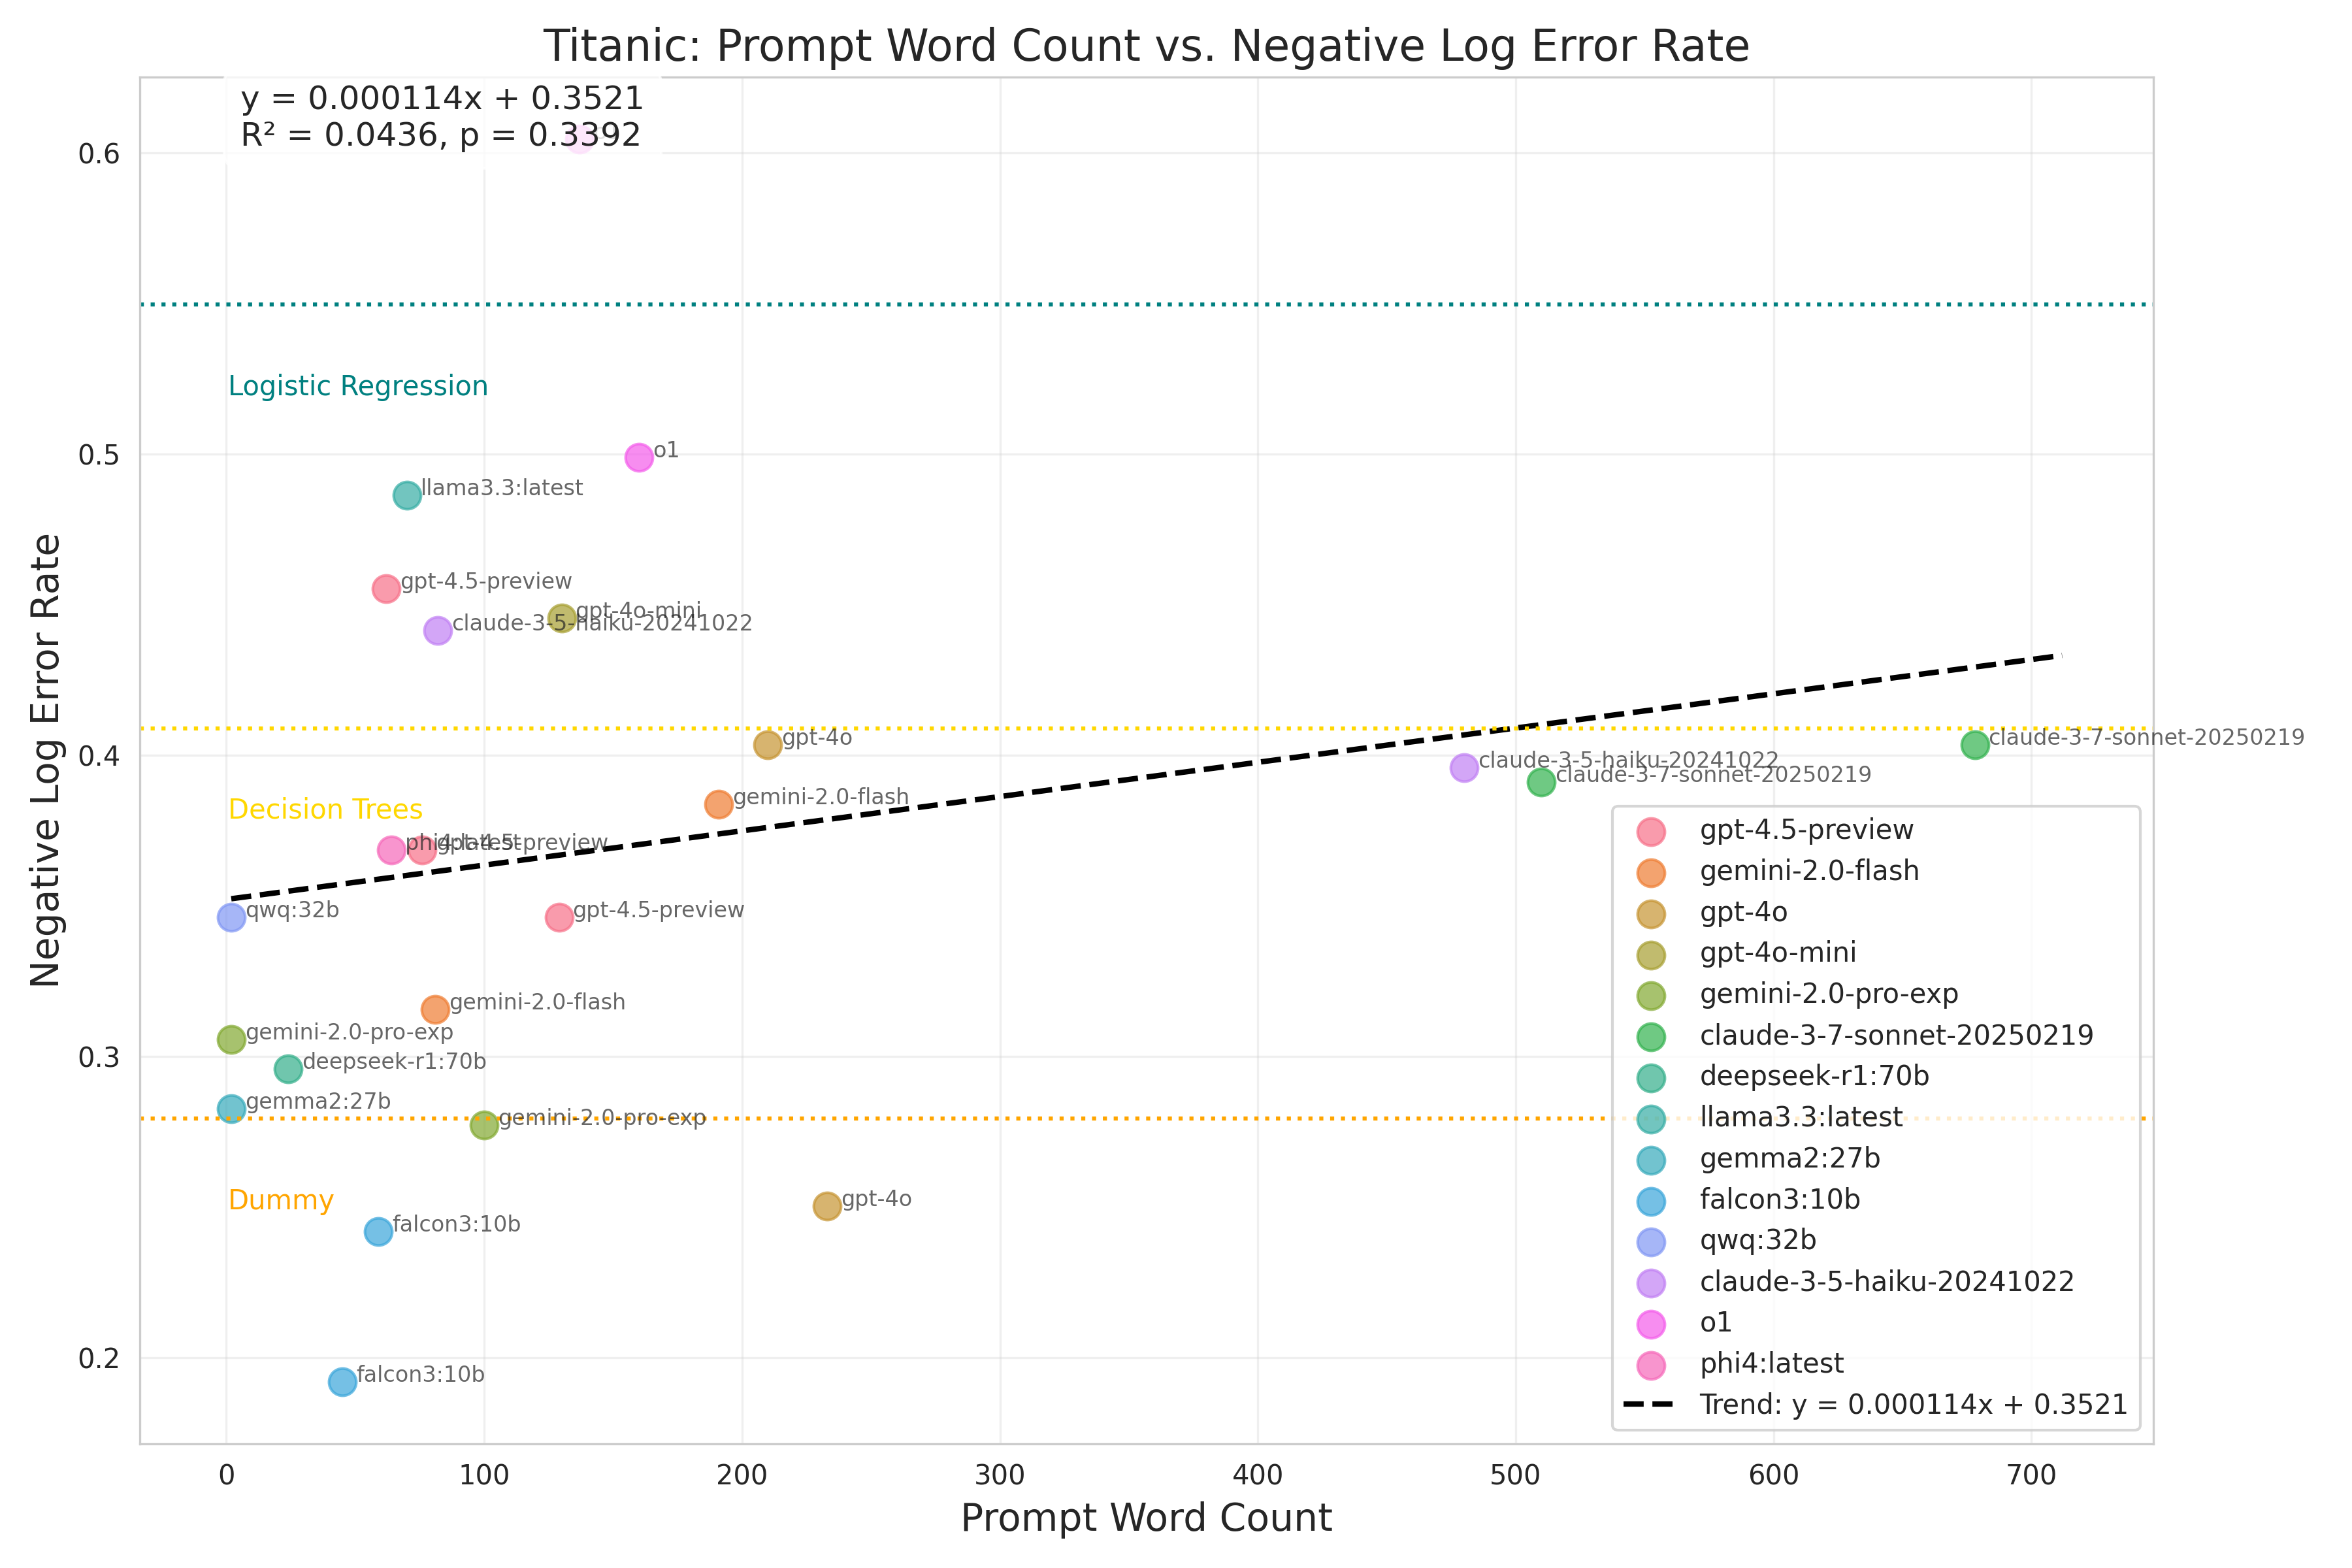 Titanic: Prompt Word Count vs. Negative Log Error Rate
y = 0.000114x + 0.3521
R² = 0.0436, p = 0.3392
0.6
Logistic Regression
0.5
o1
llama3.3:latest
gpt-4.5-preview
gpt-4o-mini
claude-3-5-haiku-20241022
Negative Log Error Rate
0.4
gpt-4o
claude-3-7-sonnet-20250219
claude-3-5-haiku-20241022
claude-3-7-sonnet-20250219
gemini-2.0-flash
Decision Trees
phi4:latest
gpt-4.5-preview
qwq:32b
gpt-4.5-preview
gemini-2.0-flash
gemini-2.0-pro-exp
deepseek-r1:70b
0.3
gemma2:27b
gemini-2.0-pro-exp
Dummy
gpt-4o
falcon3:10b
0.2
falcon3:10b
gpt-4.5-preview
gemini-2.0-flash
gpt-4o
gpt-4o-mini
gemini-2.0-pro-exp
claude-3-7-sonnet-20250219
deepseek-r1:70b
llama3.3:latest
gemma2:27b
falcon3:10b
qwq:32b
claude-3-5-haiku-20241022
o1
phi4:latest
Trend: y = 0.000114x + 0.3521
0 100 200 300 400 500 600 700
Prompt Word Count